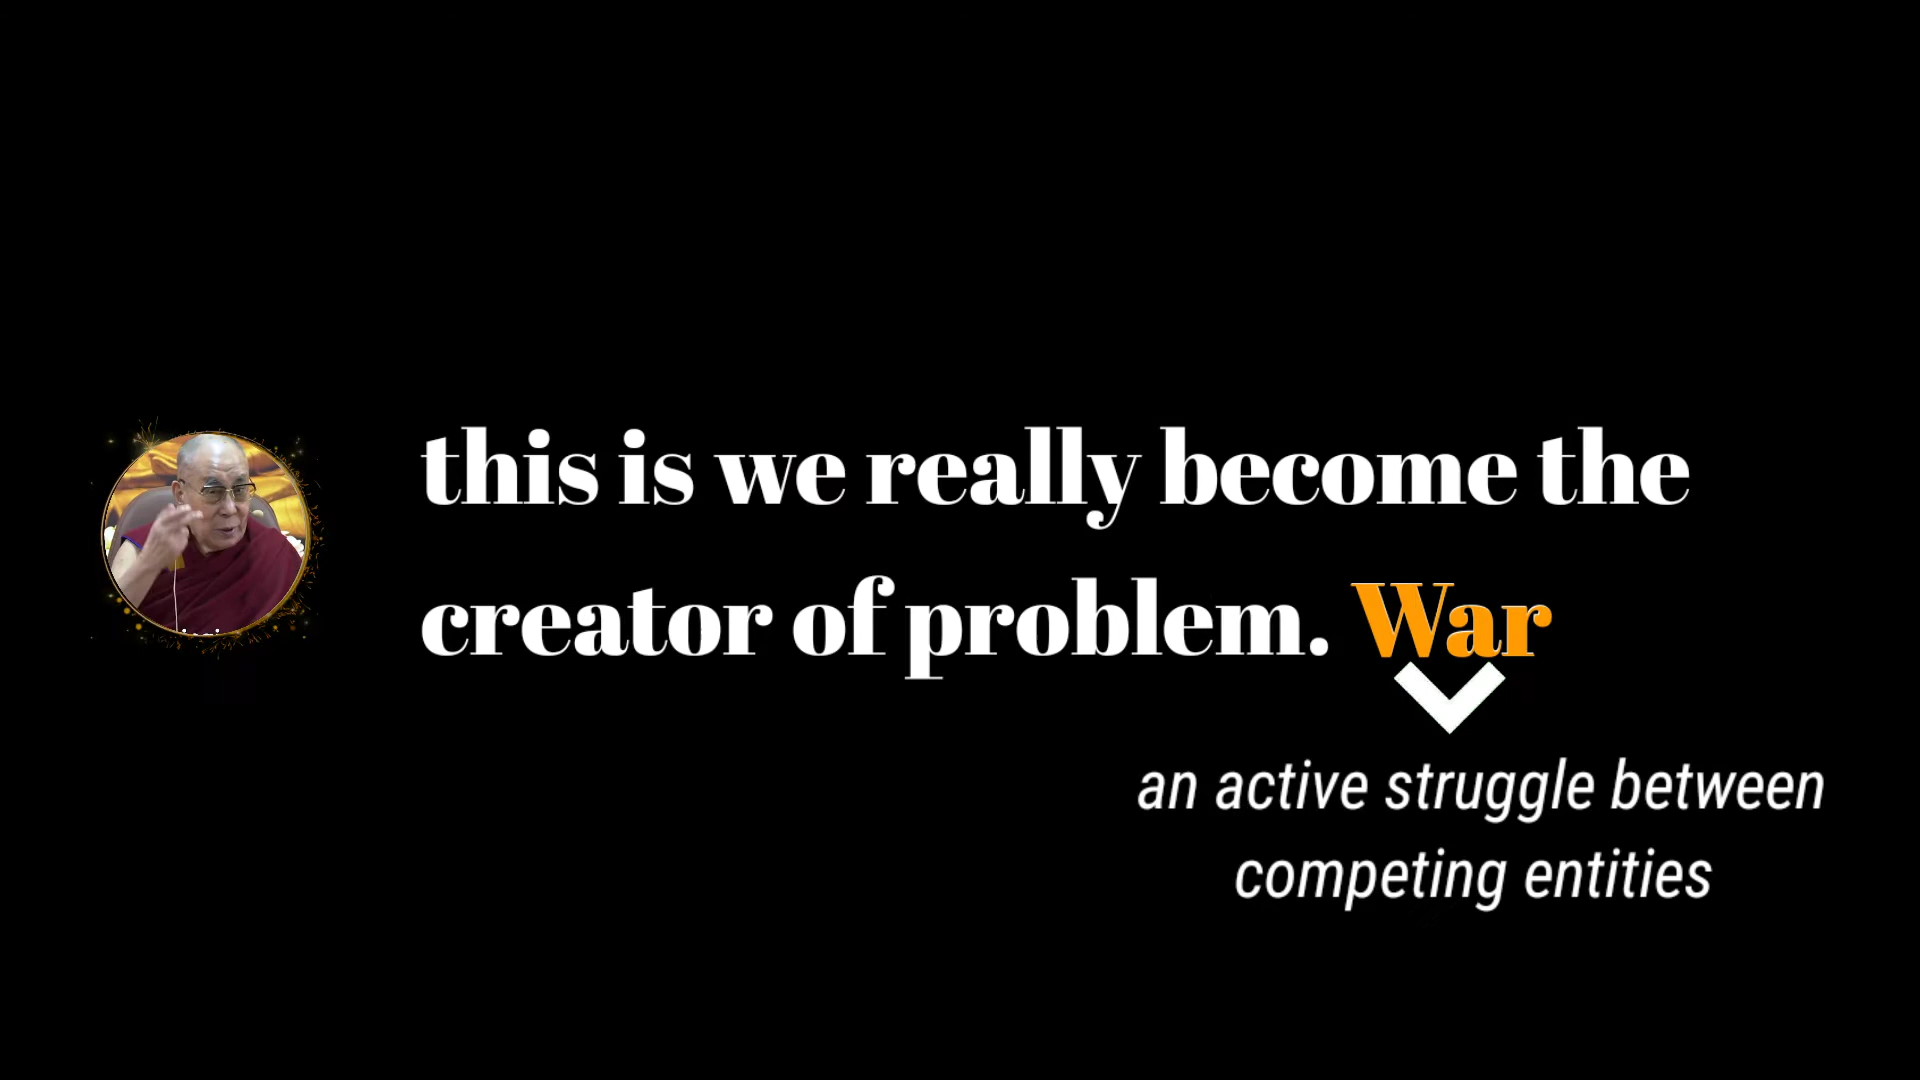 this is we really become the
creator of problem. War
an active struggle between
competing entities